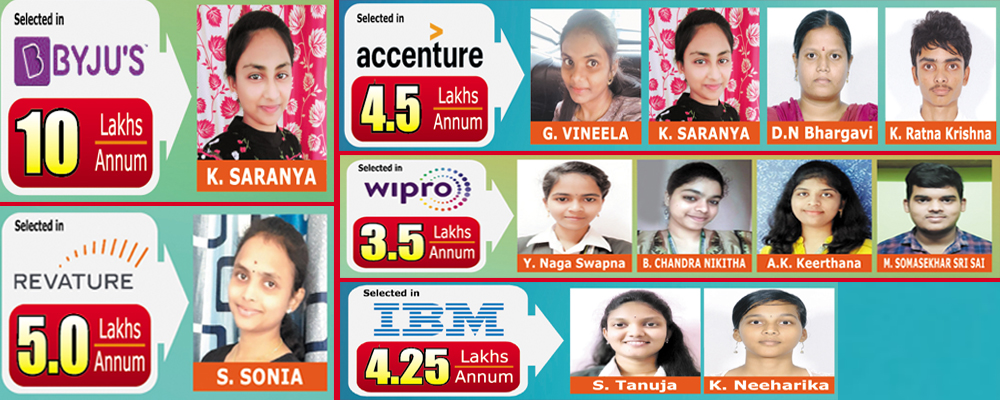 Selected in
BYJU'S
10 Lakhs
Annum
K. SARANYA
Selected in
REVATURE
5.0 Lakhs
Annum
S. SONIA
Selected in
accenture
4.5 Lakhs
Annum
G. VINEELA
K. SARANYA
D.N Bhargavi
K. Ratna Krishna
Selected in
wipro
3.5 Lakhs
Annum
Y. Naga Swapna
B. CHANDRA NIKITHA
A.K. Keerthana
M. SOMASEKHAR SRI SAI
Selected in
IBM
4.25 Lakhs
Annum
S. Tanuja
K. Neeharika